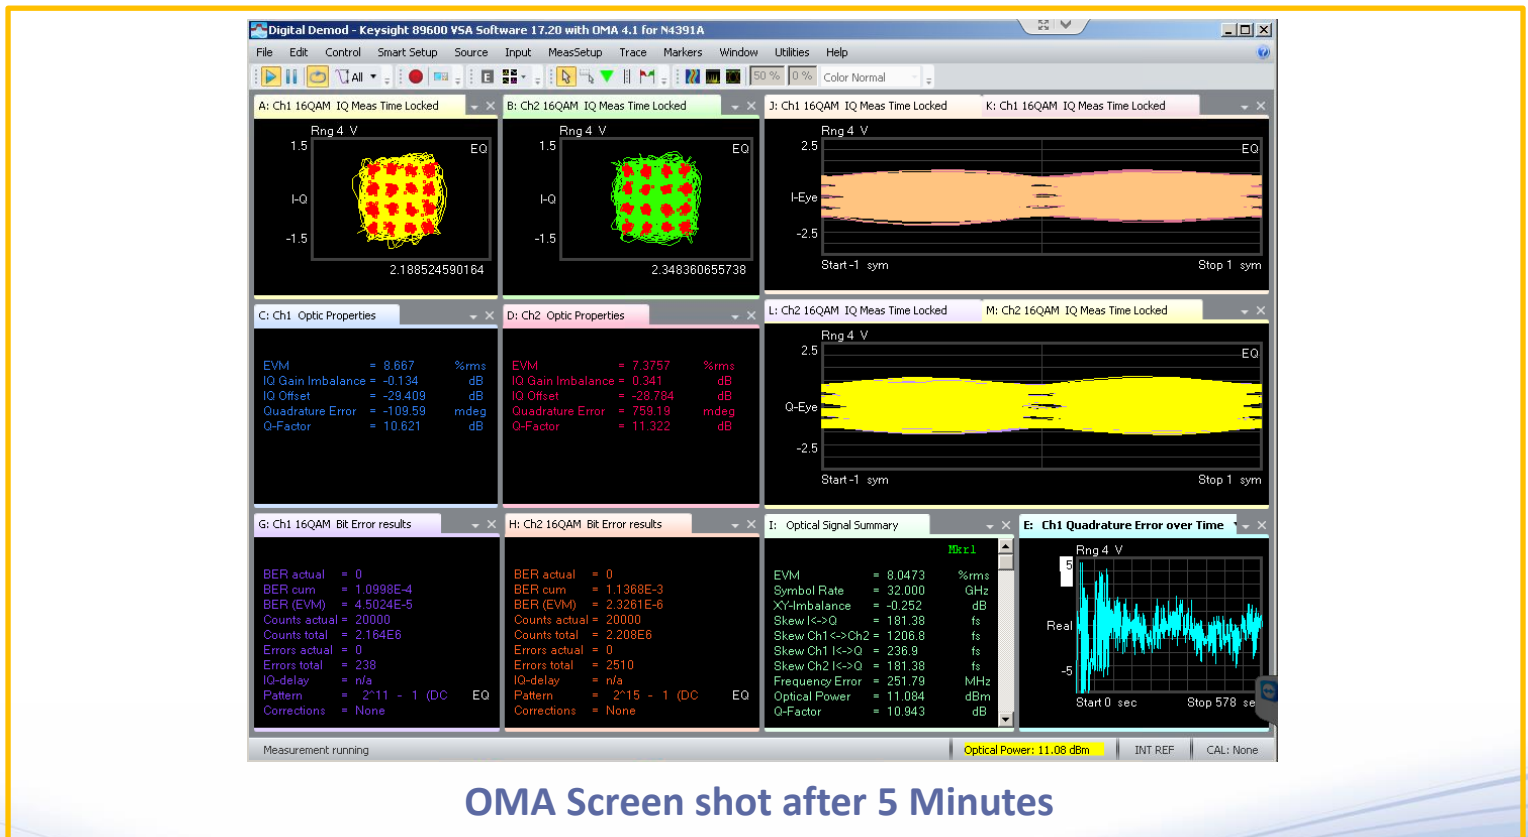 Digital Demod - Keysight 89600 VSA Software 17.20 with OMA 4.1 for N4391A
File Edit Control Smart Setup Source Input MeasSetup Trace Markers Window Utilities Help
All E 50 % 0 % Color Normal
A: Ch1 16QAM IQ Meas Time Locked
Rng 4 V
1.5
EQ
I-Q
-1.5
2.188524590164
B: Ch2 16QAM IQ Meas Time Locked
Rng 4 V
1.5
EQ
I-Q
-1.5
2.348360655738
J: Ch1 16QAM IQ Meas Time Locked K: Ch1 16QAM IQ Meas Time Locked
Rng 4 V
2.5
EQ
I-Eye
-2.5
Start-1 sym Stop 1 sym
C: Ch1 Optic Properties
EVM = 8.667 %rms
IQ Gain Imbalance = -0.134 dB
IQ Offset = -29.409 dB
Quadrature Error = -109.59 mdeg
Q-Factor = 10.621 dB
D: Ch2 Optic Properties
EVM = 7.3757 %rms
IQ Gain Imbalance = 0.341 dB
IQ Offset = -28.784 dB
Quadrature Error = 759.19 mdeg
Q-Factor = 11.322 dB
L: Ch2 16QAM IQ Meas Time Locked M: Ch2 16QAM IQ Meas Time Locked
Rng 4 V
2.5
EQ
Q-Eye
-2.5
Start-1 sym Stop 1 sym
G: Ch1 16QAM Bit Error results
BER actual = 0
BER cum = 1.0998E-4
BER (EVM) = 4.5024E-5
Counts actual = 20000
Counts total = 2.164E6
Errors actual = 0
Errors total = 238
IQ-delay = n/a
Pattern = 2^11 - 1 (DC EQ
Corrections = None
H: Ch2 16QAM Bit Error results
BER actual = 0
BER cum = 1.1368E-3
BER (EVM) = 2.3261E-6
Counts actual = 20000
Counts total = 2.208E6
Errors actual = 0
Errors total = 2510
IQ-delay = n/a
Pattern = 2^15 - 1 (DC EQ
Corrections = None
I: Optical Signal Summary
Mkr1
EVM = 8.0473 %rms
Symbol Rate = 32.000 GHz
XY-Imbalance = -0.252 dB
Skew I<->Q = 181.38 fs
Skew Ch1<->Ch2 = 1206.8 fs
Skew Ch1 I<->Q = 236.9 fs
Skew Ch2 I<->Q = 181.38 fs
Frequency Error = 251.79 MHz
Optical Power = 11.084 dBm
Q-Factor = 10.943 dB
E: Ch1 Quadrature Error over Time
Rng 4 V
5
Real
-5
Start 0 sec Stop 578 se
Measurement running Optical Power: 11.08 dBm INT REF CAL: None
OMA Screen shot after 5 Minutes